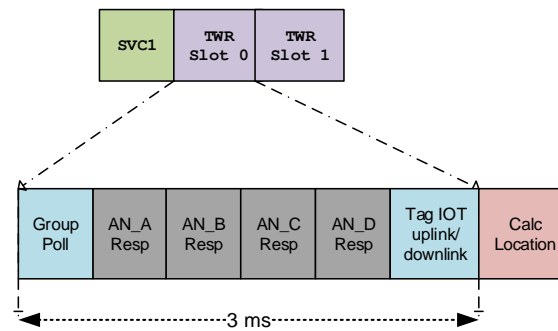 SVC1
TWR
Slot 0
TWR
Slot 1
Group
Poll
AN_A
Resp
AN_B
Resp
AN_C
Resp
AN_D
Resp
Tag IOT
uplink/
downlink
Calc
Location
3 ms